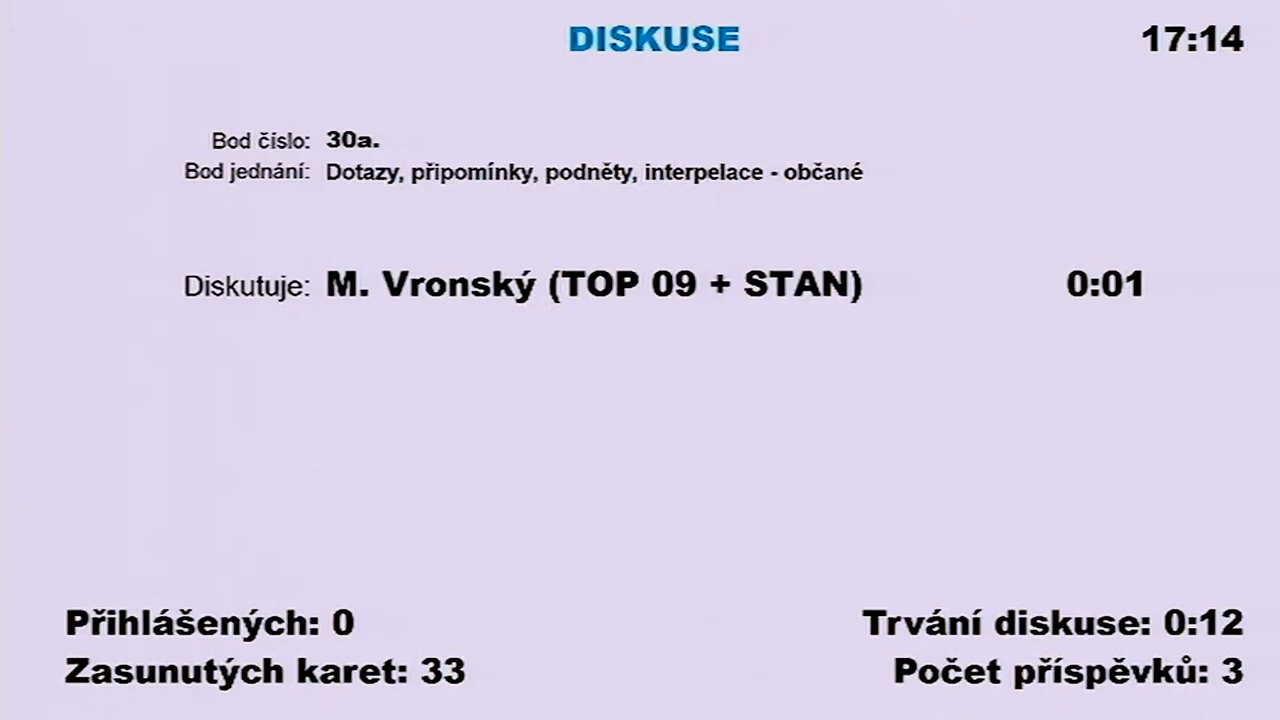 DISKUSE 17:14
Bod číslo: 30a.
Bod jednání: Dotazy, připomínky, podněty, interpelace - občané
Diskutuje: M. Vronský (TOP 09 + STAN) 0:01
Přihlášených: 0 Trvání diskuse: 0:12
Zasunutých karet: 33 Počet příspěvků: 3